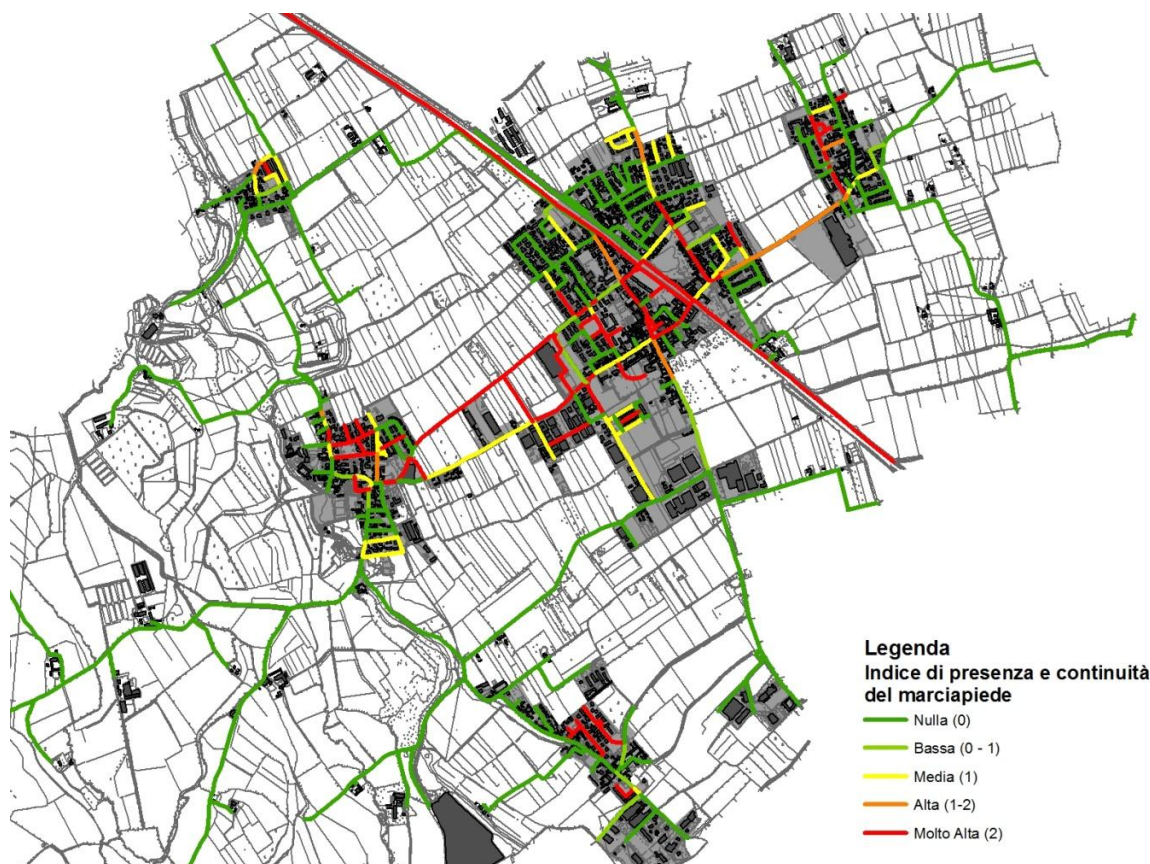 Legenda
Indice di presenza e continuità
del marciapiede
Nulla (0)
Bassa (0 - 1)
Media (1)
Alta (1-2)
Molto Alta (2)